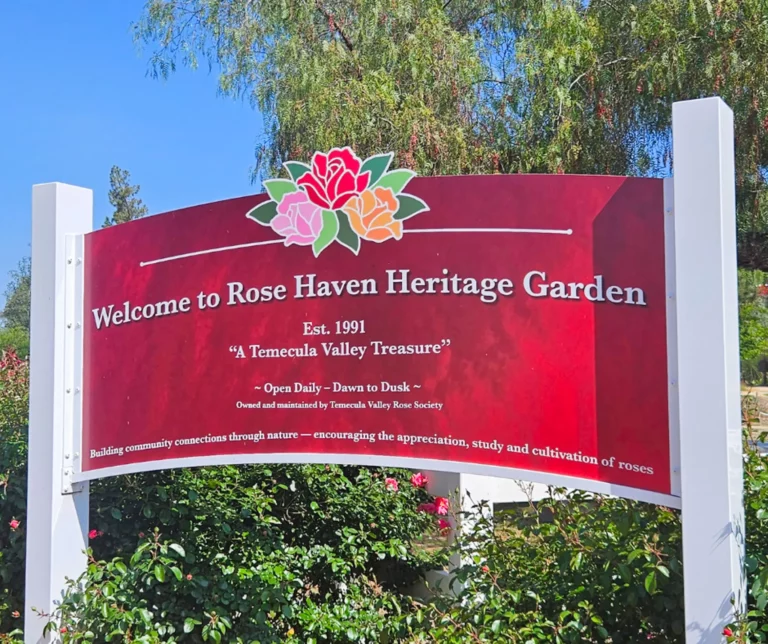 Welcome to Rose Haven Heritage Garden
Est. 1991
“A Temecula Valley Treasure”
~ Open Daily – Dawn to Dusk ~
Owned and maintained by Temecula Valley Rose Society
Building community connections through nature — encouraging the appreciation, study and cultivation of roses